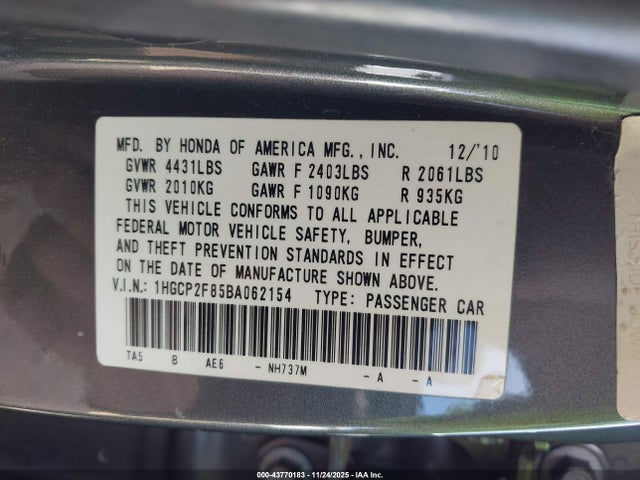 MFD. BY HONDA OF AMERICA MFG., INC. 12/'10
GVWR 4431LBS GAWR F 2403LBS R 2061LBS
GVWR 2010KG GAWR F 1090KG R 935KG
THIS VEHICLE CONFORMS TO ALL APPLICABLE
FEDERAL MOTOR VEHICLE SAFETY, BUMPER,
AND THEFT PREVENTION STANDARDS IN EFFECT
ON THE DATE OF MANUFACTURE SHOWN ABOVE.
V.I.N.: 1HGCP2F85BA062154 TYPE: PASSENGER CAR
TA5 B AE6 - NH737M - A - A
000-43770183 - 11/24/2025 - IAA Inc.